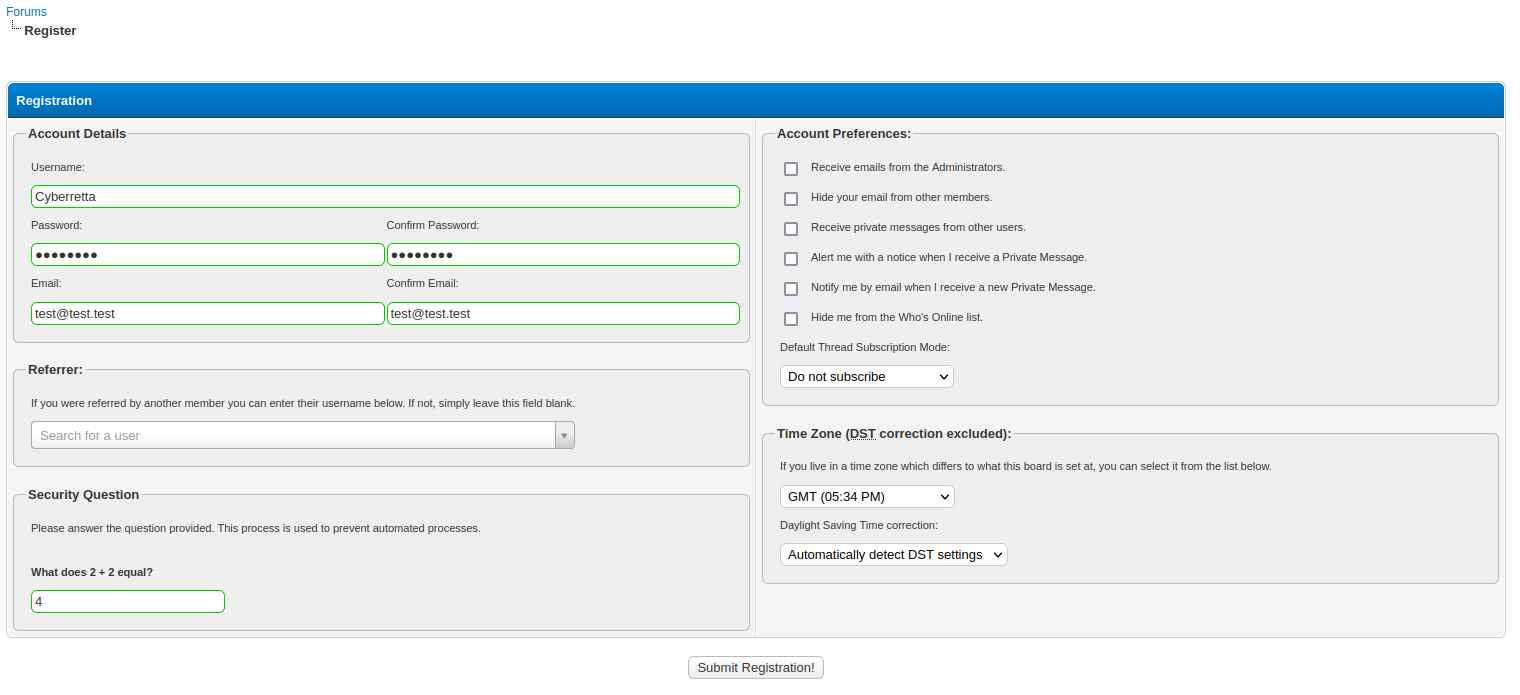 Forums
Register
Registration
Account Details
Username:
Cyberretta
Password:
Confirm Password:
●●●●●●●●
●●●●●●●●
Email:
Confirm Email:
test@test.test
test@test.test
Referrer:
If you were referred by another member you can enter their username below. If not, simply leave this field blank.
Search for a user
Security Question
Please answer the question provided. This process is used to prevent automated processes.
What does 2 + 2 equal?
4
Account Preferences:
Receive emails from the Administrators.
Hide your email from other members.
Receive private messages from other users.
Alert me with a notice when I receive a Private Message.
Notify me by email when I receive a new Private Message.
Hide me from the Who's Online list.
Default Thread Subscription Mode:
Do not subscribe
Time Zone (DST correction excluded):
If you live in a time zone which differs to what this board is set at, you can select it from the list below.
GMT (05:34 PM)
Daylight Saving Time correction:
Automatically detect DST settings
Submit Registration!